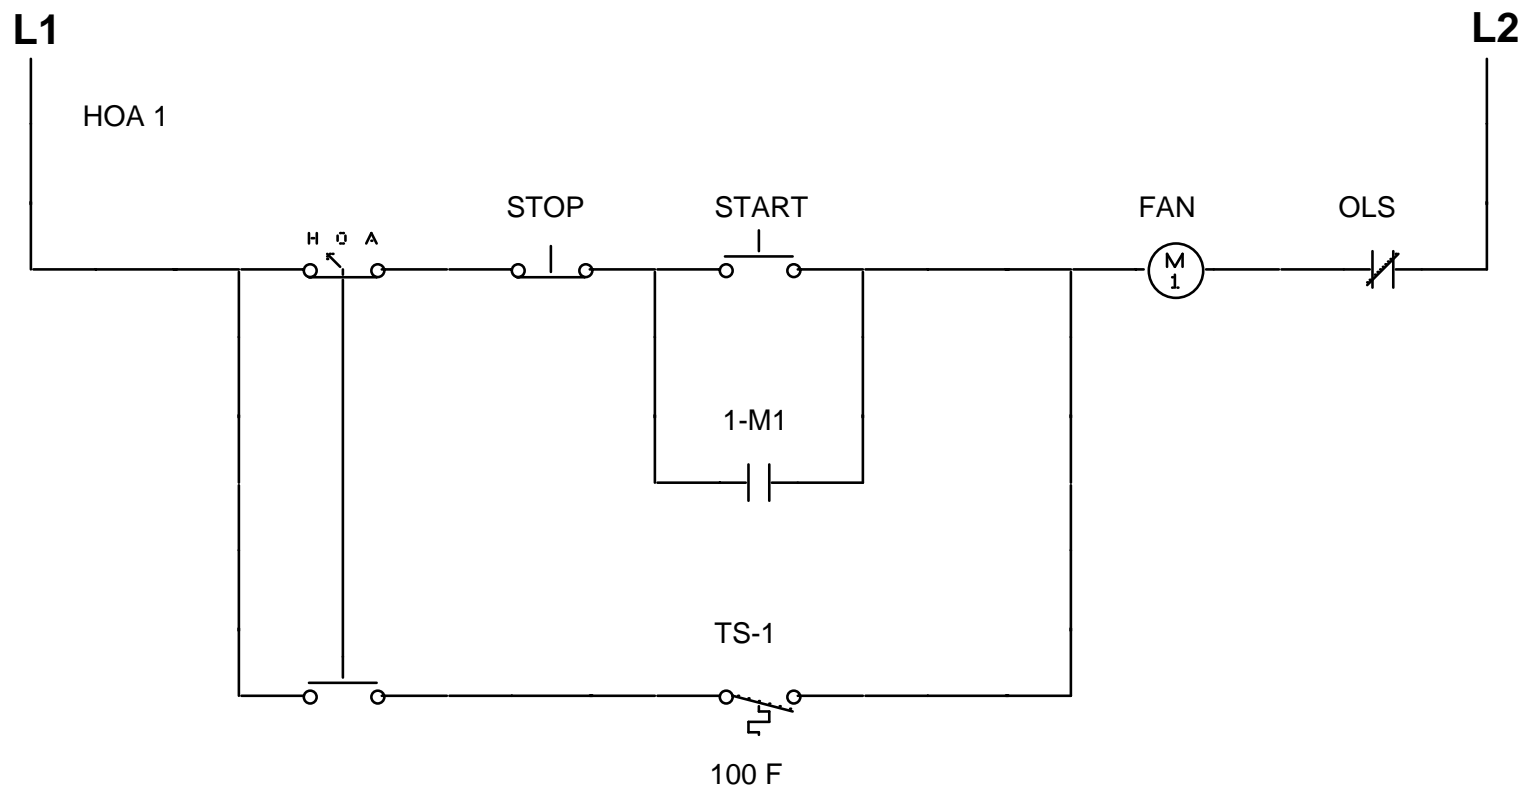 L1
L2
HOA 1
STOP
START
FAN
OLS
H O A
M
1
1-M1
TS-1
100 F